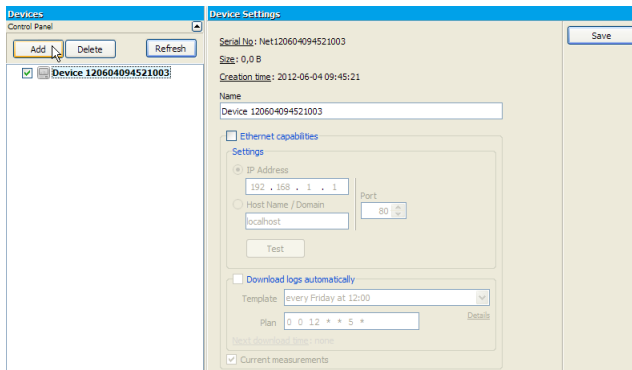 Devices
Control Panel
Add Delete Refresh
Device 120604094521003
Device Settings
Serial No: Net120604094521003
Size: 0,0 B
Creation time: 2012-06-04 09:45:21
Name
Device 120604094521003
Ethernet capabilities
Settings
IP Address
192 . 168 . 1 . 1
Port
Host Name / Domain
80
localhost
Test
Download logs automatically
Template every Friday at 12:00
Plan 0 0 12 * * 5 *
Details
Next download time: none
Current measurements
Save